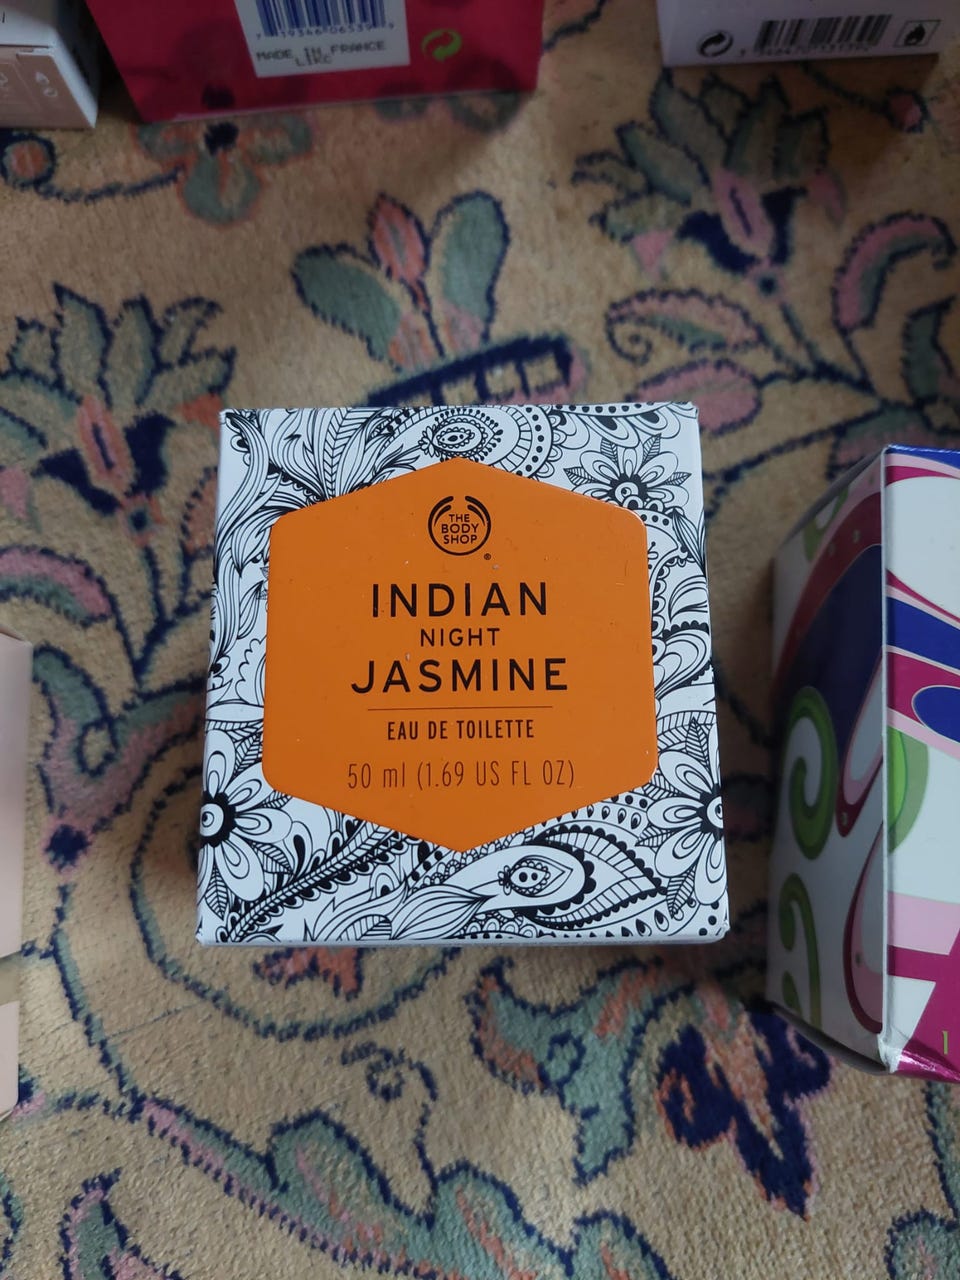 MADE IN FRANCE
THE
BODY
SHOP
®
INDIAN
NIGHT
JASMINE
EAU DE TOILETTE
50 ml (1.69 US FL OZ)